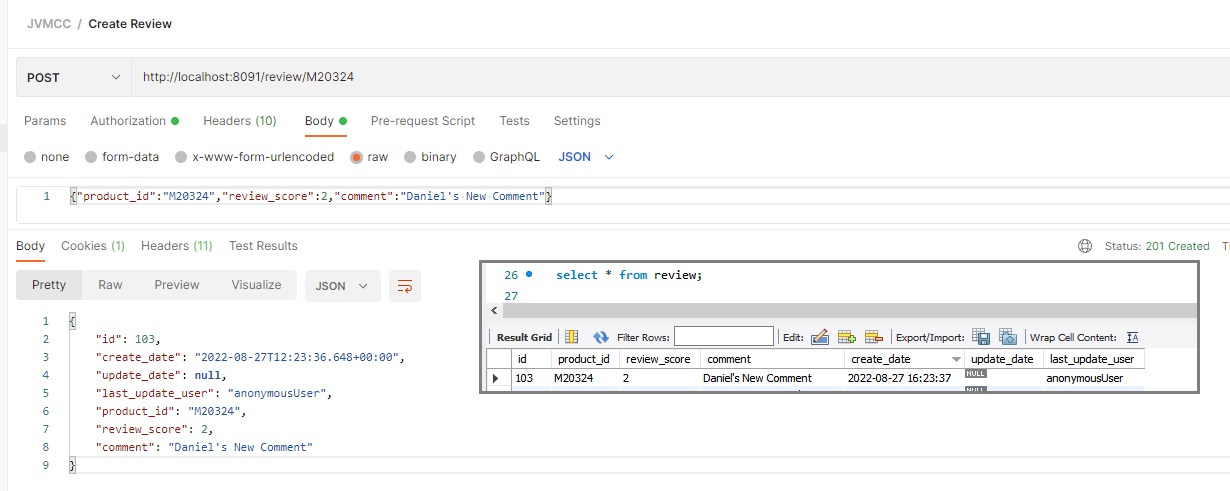 JVMCC / Create Review
POST http://localhost:8091/review/M20324
Params Authorization Headers (10) Body Pre-request Script Tests Settings
none form-data x-www-form-urlencoded raw binary GraphQL JSON
1 {"product_id":"M20324","review_score":2,"comment":"Daniel's New Comment"}
Body Cookies (1) Headers (11) Test Results Status: 201 Created
Pretty Raw Preview Visualize JSON
1 {
2 "id": 103,
3 "create_date": "2022-08-27T12:23:36.648+00:00",
4 "update_date": null,
5 "last_update_user": "anonymousUser",
6 "product_id": "M20324",
7 "review_score": 2,
8 "comment": "Daniel's New Comment"
9 }
26 select * from review;
27
Result Grid Filter Rows: Edit: Export/Import: Wrap Cell Content:
id product_id review_score comment create_date update_date last_update_user
103 M20324 2 Daniel's New Comment 2022-08-27 16:23:37 NULL anonymousUser